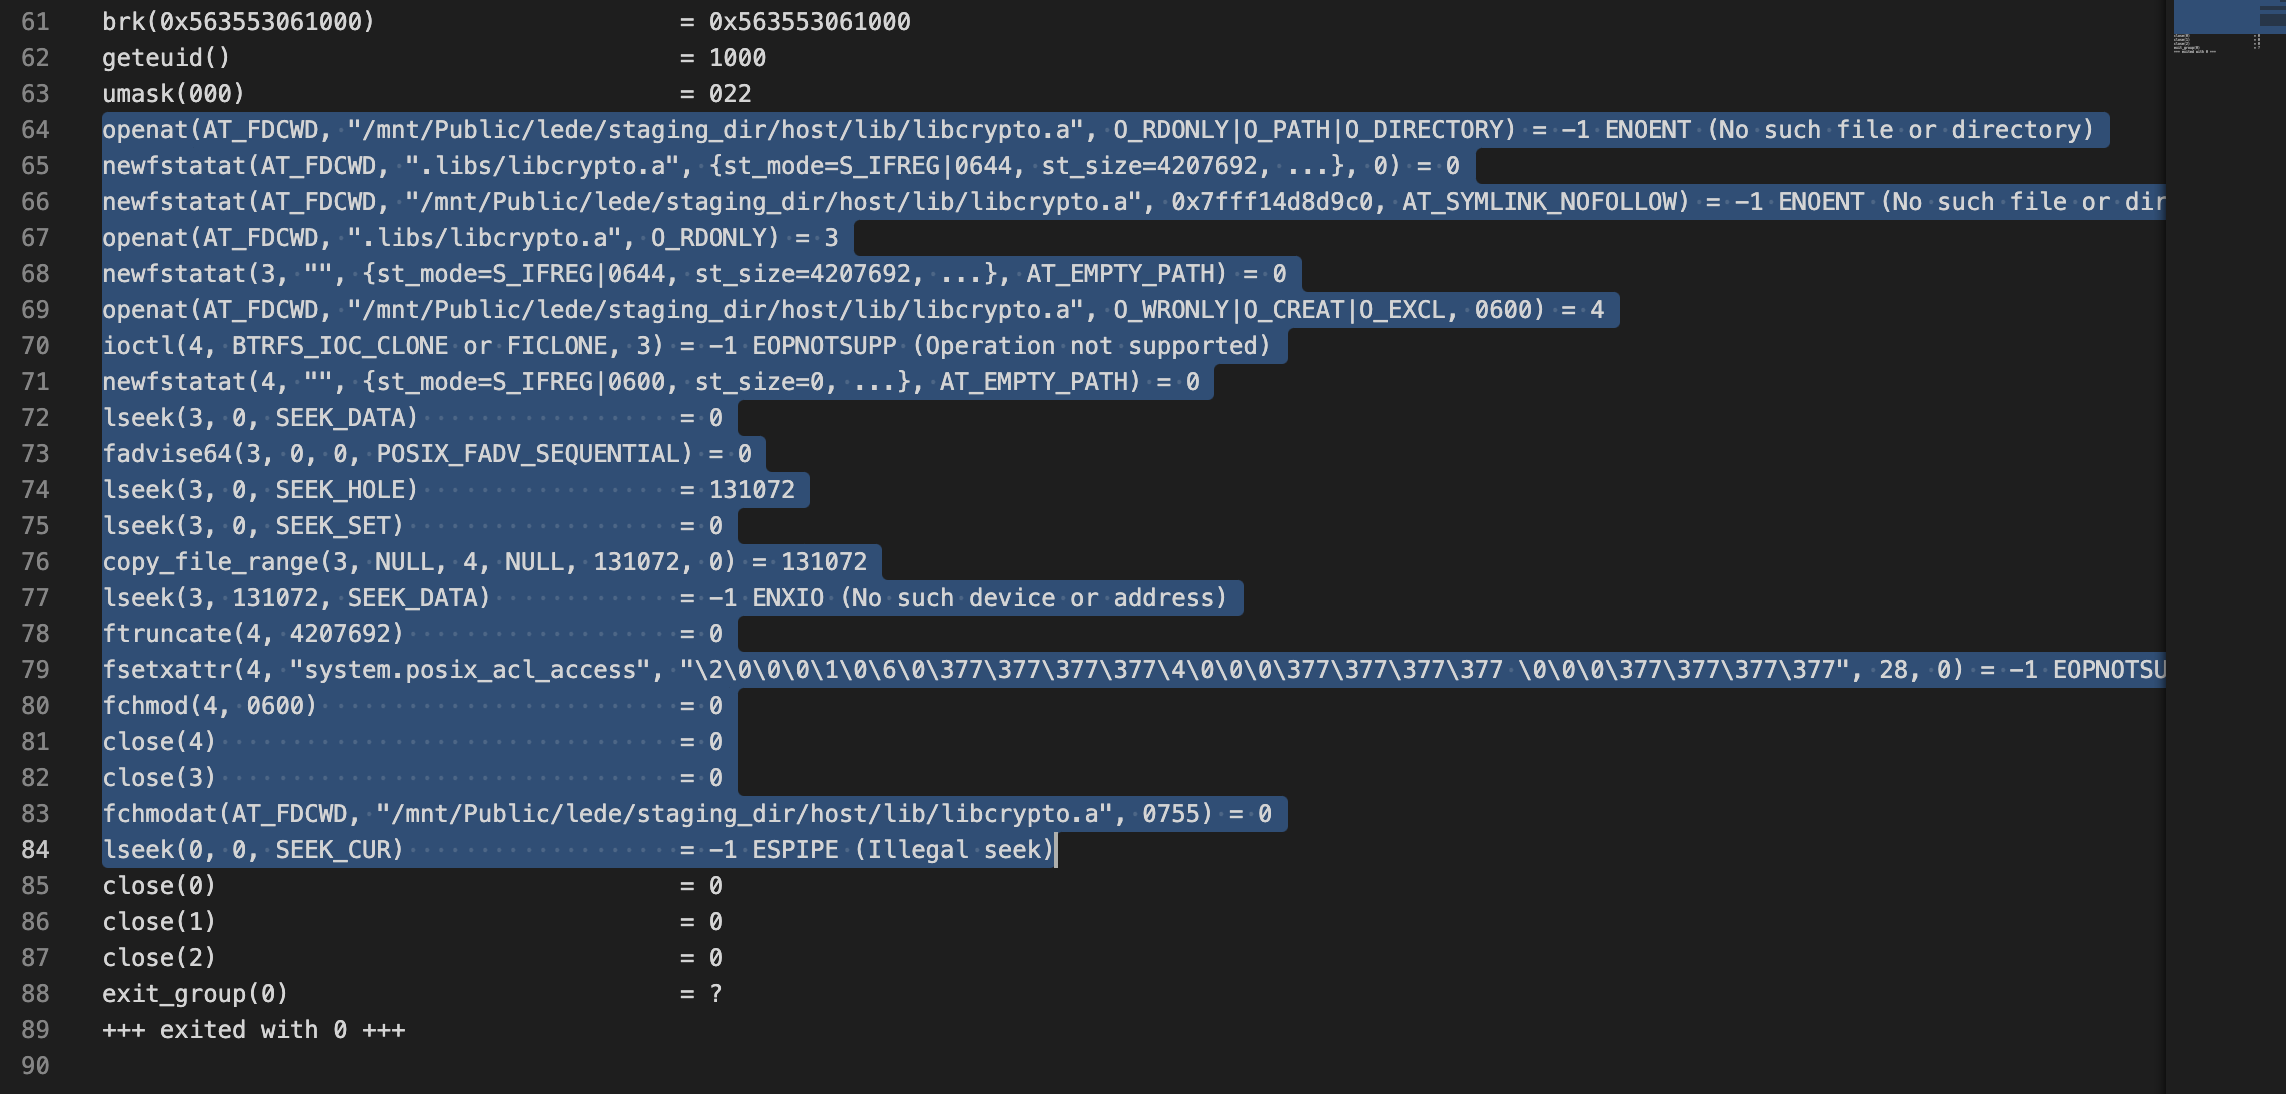 61 brk(0x563553061000) = 0x563553061000
62 geteuid() = 1000
63 umask(000) = 022
64 openat(AT_FDCWD, "/mnt/Public/lede/staging_dir/host/lib/libcrypto.a", O_RDONLY|O_PATH|O_DIRECTORY) = -1 ENOENT (No such file or directory)
65 newfstatat(AT_FDCWD, ".libs/libcrypto.a", {st_mode=S_IFREG|0644, st_size=4207692, ...}, 0) = 0
66 newfstatat(AT_FDCWD, "/mnt/Public/lede/staging_dir/host/lib/libcrypto.a", 0x7fff14d8d9c0, AT_SYMLINK_NOFOLLOW) = -1 ENOENT (No such file or dir
67 openat(AT_FDCWD, ".libs/libcrypto.a", O_RDONLY) = 3
68 newfstatat(3, "", {st_mode=S_IFREG|0644, st_size=4207692, ...}, AT_EMPTY_PATH) = 0
69 openat(AT_FDCWD, "/mnt/Public/lede/staging_dir/host/lib/libcrypto.a", O_WRONLY|O_CREAT|O_EXCL, 0600) = 4
70 ioctl(4, BTRFS_IOC_CLONE or FICLONE, 3) = -1 EOPNOTSUPP (Operation not supported)
71 newfstatat(4, "", {st_mode=S_IFREG|0600, st_size=0, ...}, AT_EMPTY_PATH) = 0
72 lseek(3, 0, SEEK_DATA) = 0
73 fadvise64(3, 0, 0, POSIX_FADV_SEQUENTIAL) = 0
74 lseek(3, 0, SEEK_HOLE) = 131072
75 lseek(3, 0, SEEK_SET) = 0
76 copy_file_range(3, NULL, 4, NULL, 131072, 0) = 131072
77 lseek(3, 131072, SEEK_DATA) = -1 ENXIO (No such device or address)
78 ftruncate(4, 4207692) = 0
79 fsetxattr(4, "system.posix_acl_access", "\2\0\0\0\1\0\6\0\377\377\377\377\4\0\0\0\377\377\377\377 \0\0\0\377\377\377\377", 28, 0) = -1 EOPNOTSU
80 fchmod(4, 0600) = 0
81 close(4) = 0
82 close(3) = 0
83 fchmodat(AT_FDCWD, "/mnt/Public/lede/staging_dir/host/lib/libcrypto.a", 0755) = 0
84 lseek(0, 0, SEEK_CUR) = -1 ESPIPE (Illegal seek)
85 close(0) = 0
86 close(1) = 0
87 close(2) = 0
88 exit_group(0) = ?
89 +++ exited with 0 +++
90